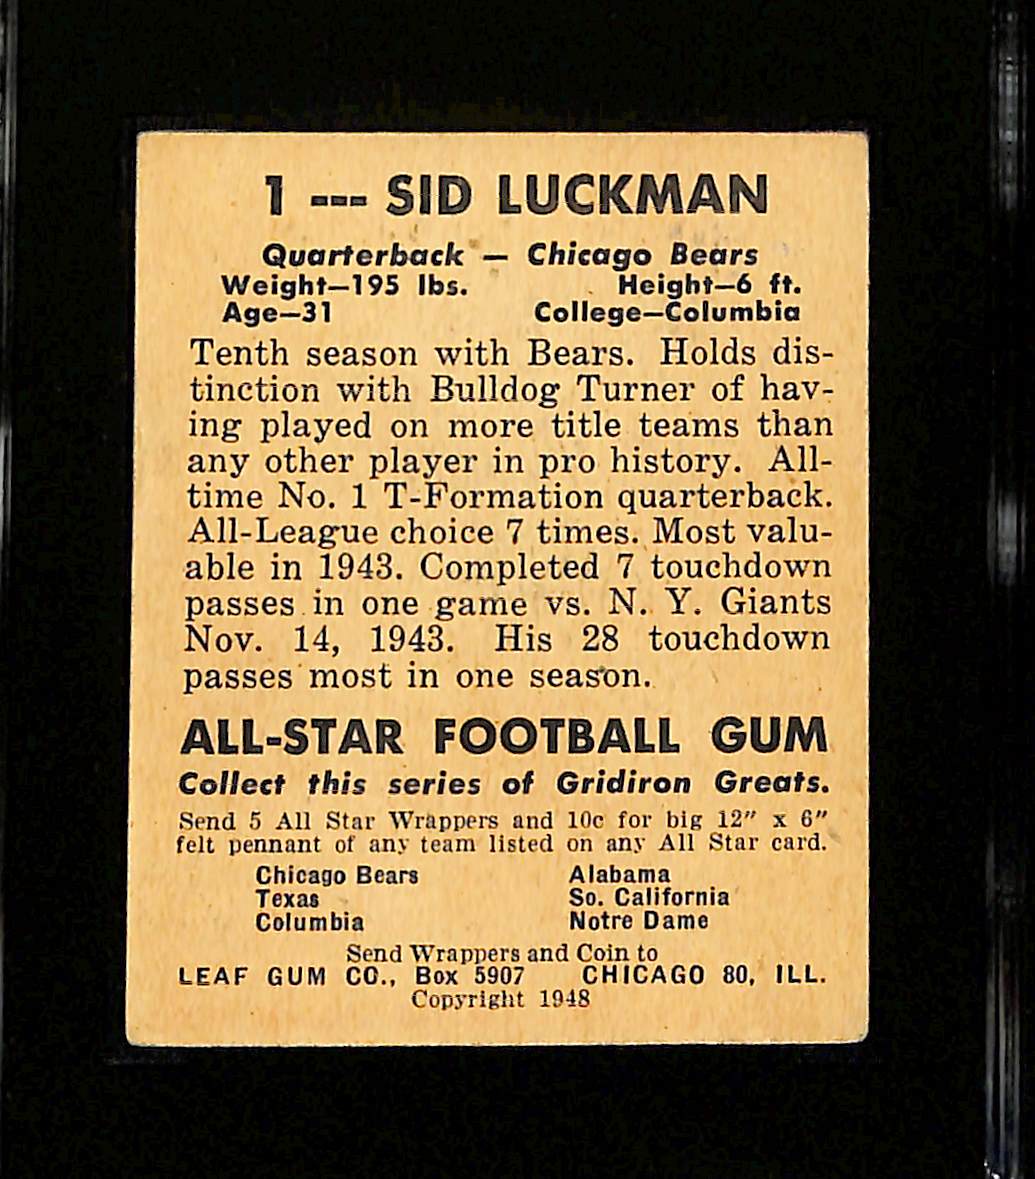 1 --- SID LUCKMAN
Quarterback — Chicago Bears
Weight—195 lbs. Height—6 ft.
Age—31 College—Columbia
Tenth season with Bears. Holds dis-
tinction with Bulldog Turner of hav-
ing played on more title teams than
any other player in pro history. All-
time No. 1 T-Formation quarterback.
All-League choice 7 times. Most valu-
able in 1943. Completed 7 touchdown
passes in one game vs. N. Y. Giants
Nov. 14, 1943. His 28 touchdown
passes most in one season.
ALL-STAR FOOTBALL GUM
Collect this series of Gridiron Greats.
Send 5 All Star Wrappers and 10c for big 12" x 6"
felt pennant of any team listed on any All Star card.
Chicago Bears Alabama
Texas So. California
Columbia Notre Dame
Send Wrappers and Coin to
LEAF GUM CO., Box 5907 CHICAGO 80, ILL.
Copyright 1948